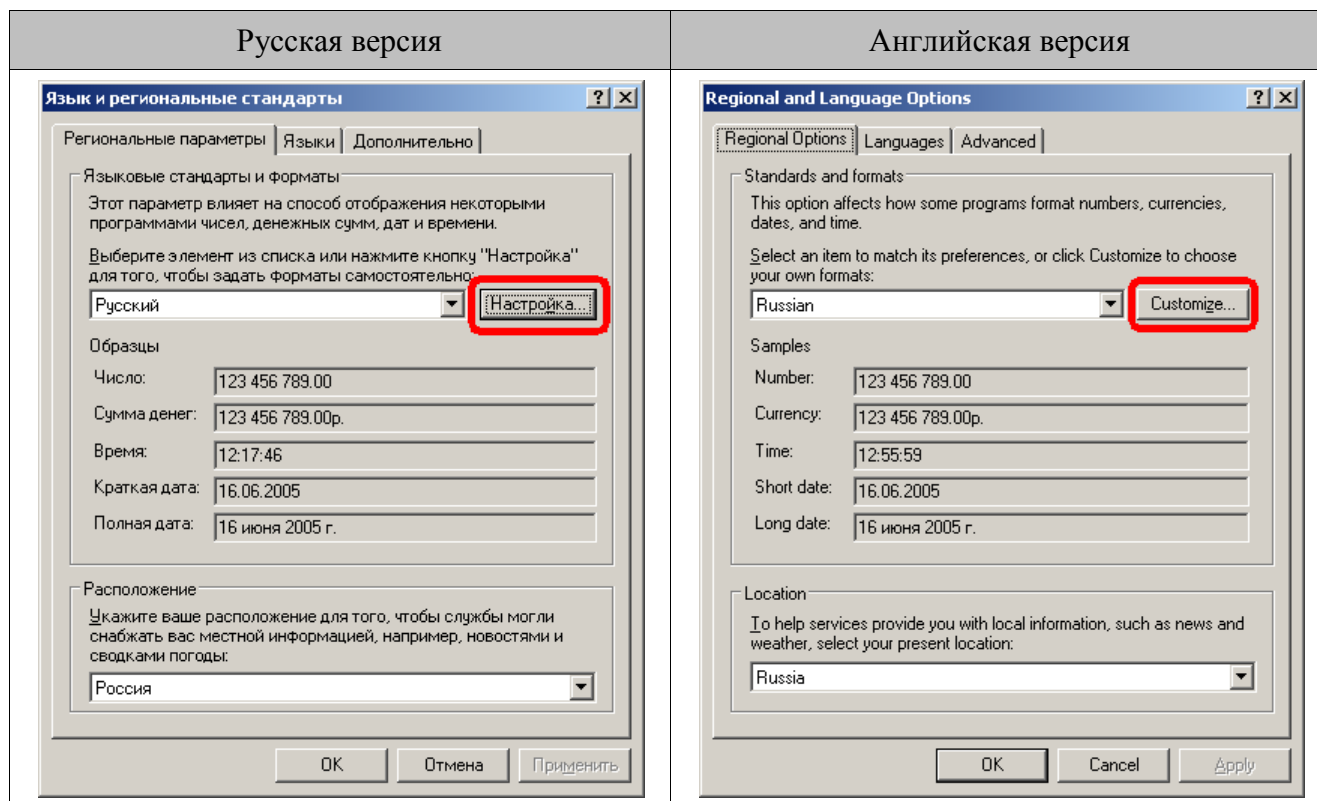 Русская версия
Английская версия
Язык и региональные стандарты
Региональные параметры
Языки
Дополнительно
Языковые стандарты и форматы
Этот параметр влияет на способ отображения некоторыми
программами чисел, денежных сумм, дат и времени.
Выберите элемент из списка или нажмите кнопку "Настройка"
для того, чтобы задать форматы самостоятельно:
Русский
Настройка...
Образцы
Число: 123 456 789.00
Сумма денег: 123 456 789.00р.
Время: 12:17:46
Краткая дата: 16.06.2005
Полная дата: 16 июня 2005 г.
Расположение
Укажите ваше расположение для того, чтобы службы могли
снабжать вас местной информацией, например, новостями и
сводками погоды:
Россия
OK
Отмена
Применить
Regional and Language Options
Regional Options
Languages
Advanced
Standards and formats
This option affects how some programs format numbers, currencies,
dates, and time.
Select an item to match its preferences, or click Customize to choose
your own formats:
Russian
Customize...
Samples
Number: 123 456 789.00
Currency: 123 456 789.00р.
Time: 12:55:59
Short date: 16.06.2005
Long date: 16 июня 2005 г.
Location
To help services provide you with local information, such as news and
weather, select your present location:
Russia
OK
Cancel
Apply